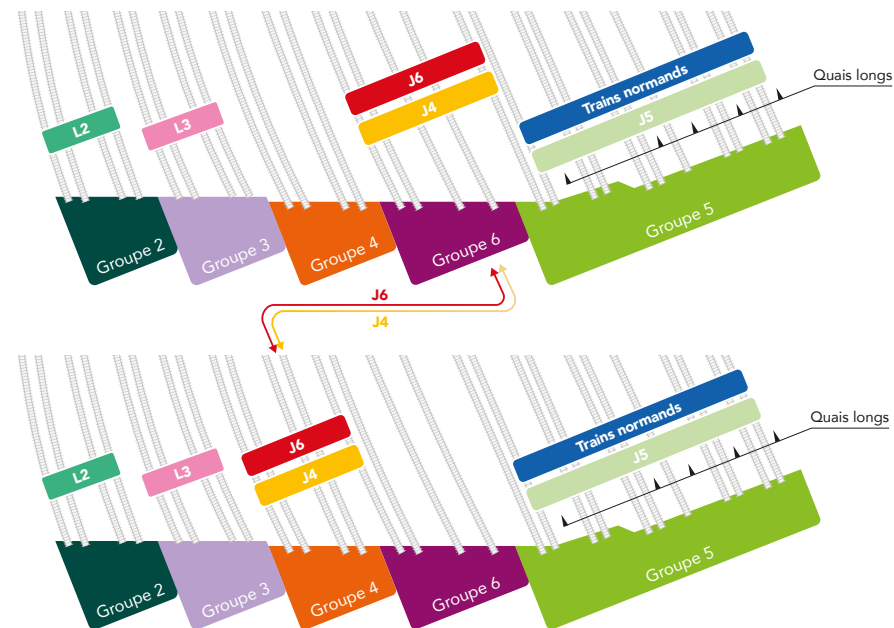 J6
J4
Trains normands
J5
Quais longs
L2
L3
Groupe 2
Groupe 3
Groupe 4
Groupe 6
Groupe 5
J6
J4
Trains normands
J5
Quais longs
J6
J4
L2
L3
Groupe 2
Groupe 3
Groupe 4
Groupe 6
Groupe 5